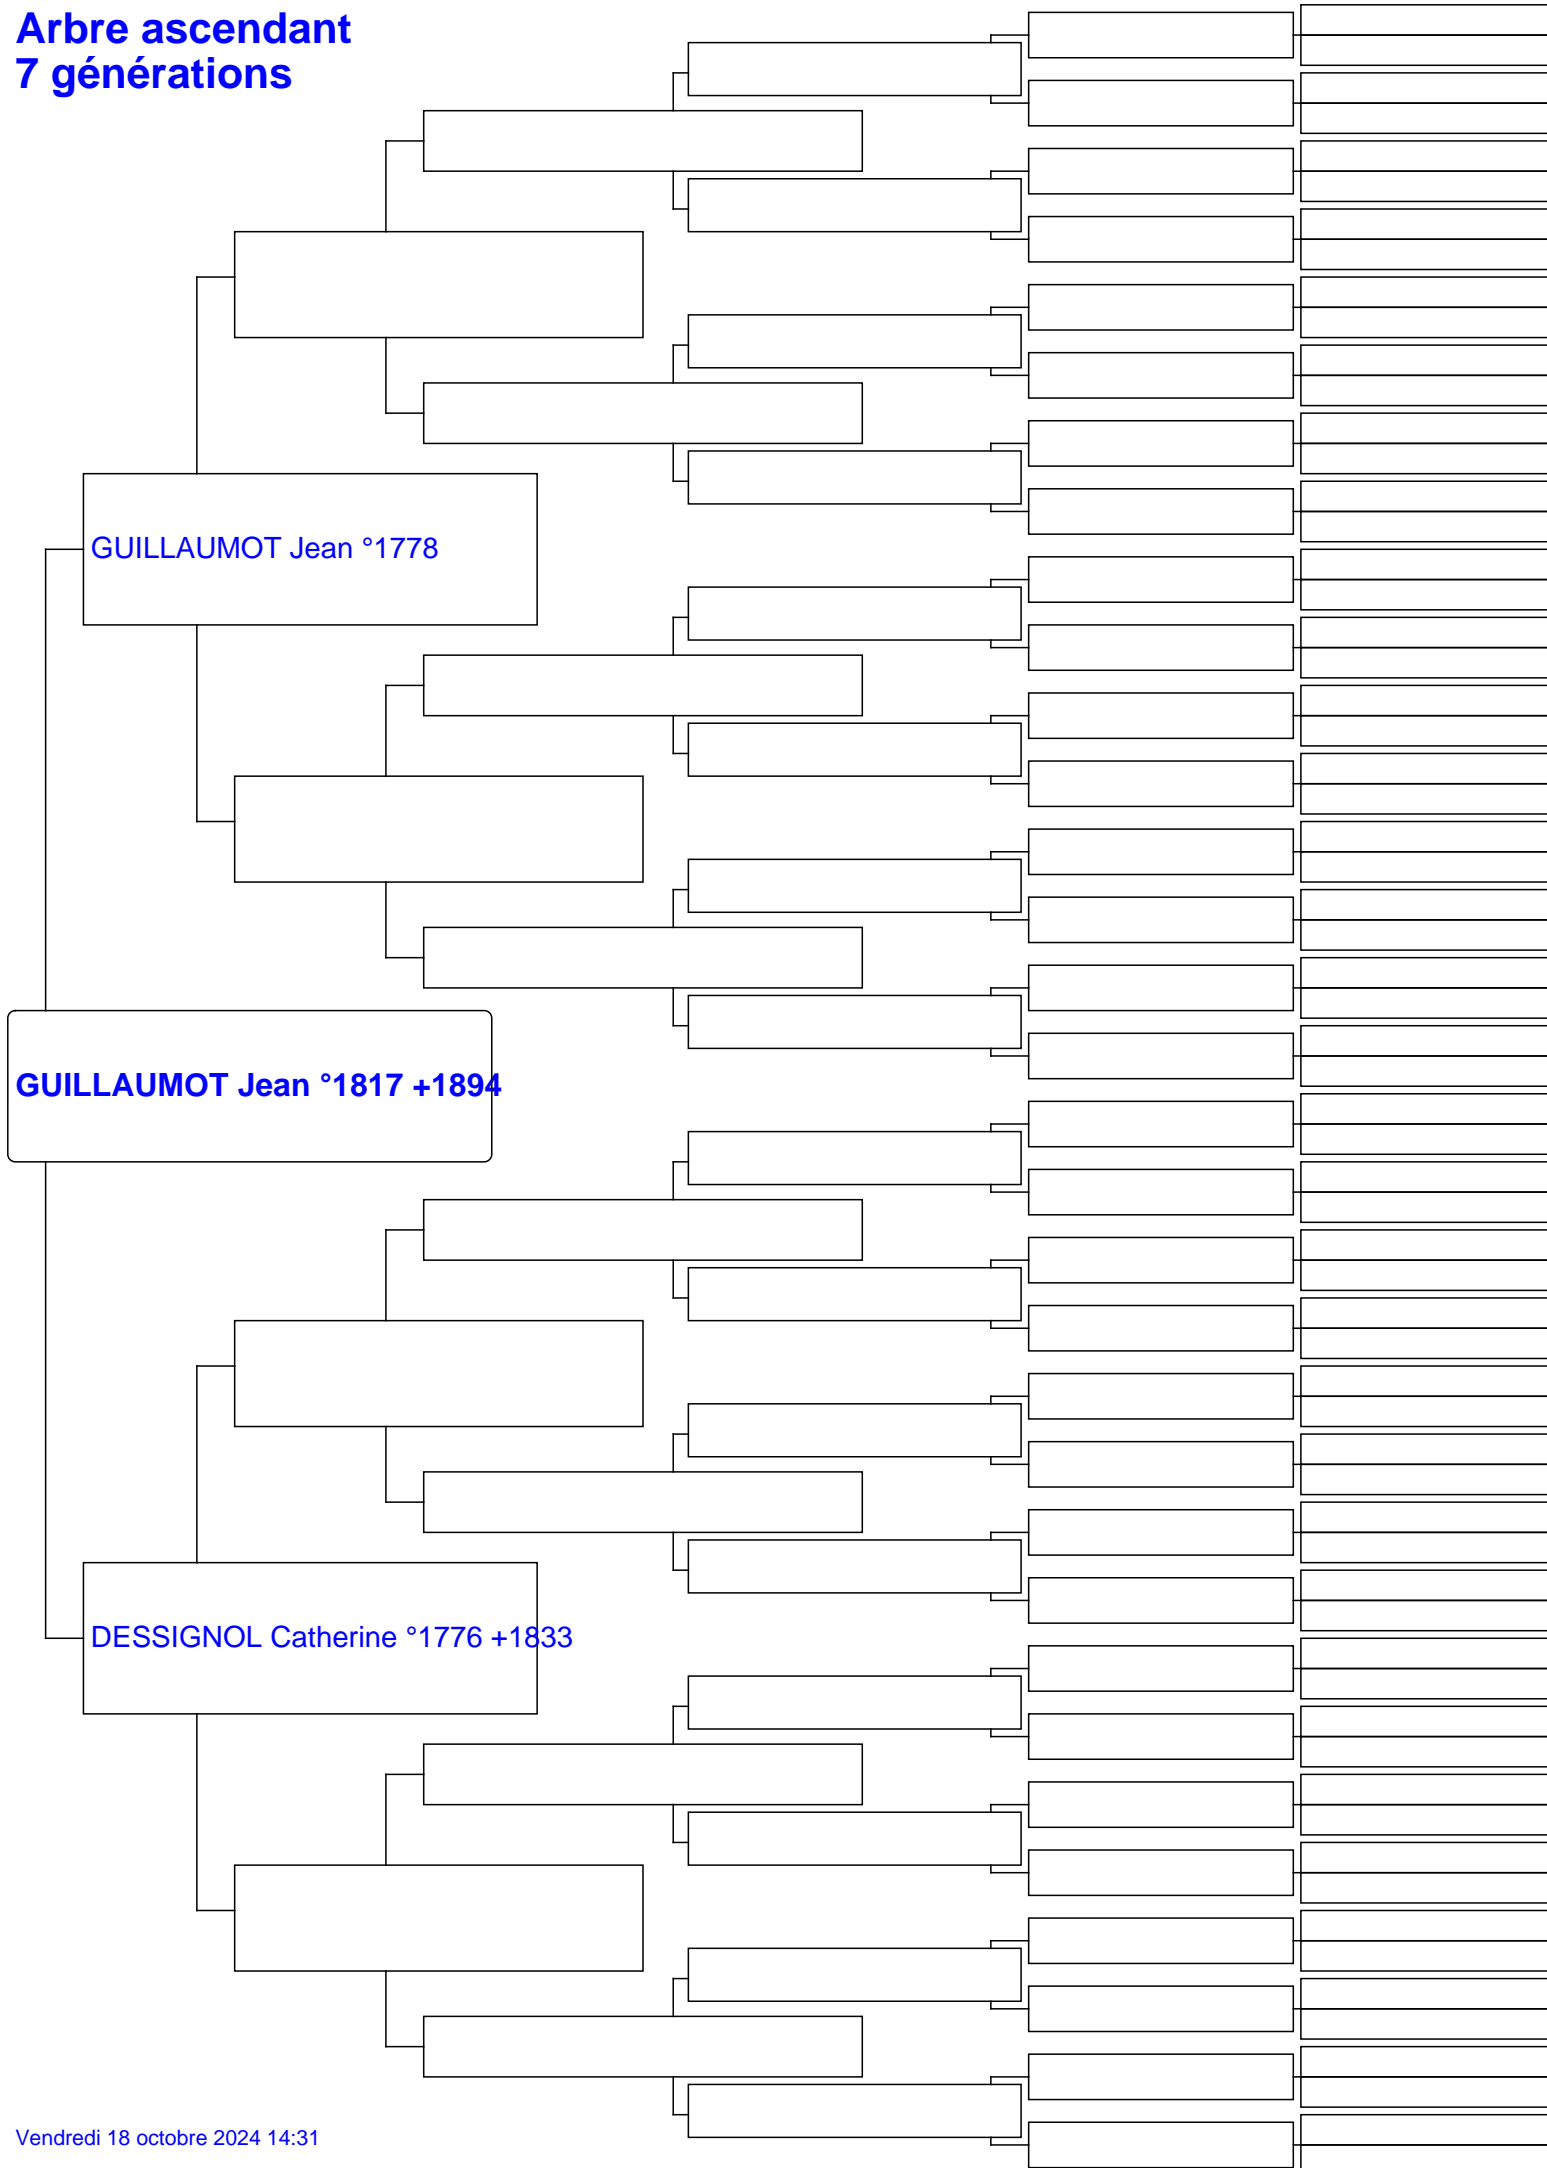 Arbre ascendant
7 générations
GUILLAUMOT Jean °1778
GUILLAUMOT Jean °1817 +1894
DESSIGNOL Catherine °1776 +1833
Vendredi 18 octobre 2024 14:31